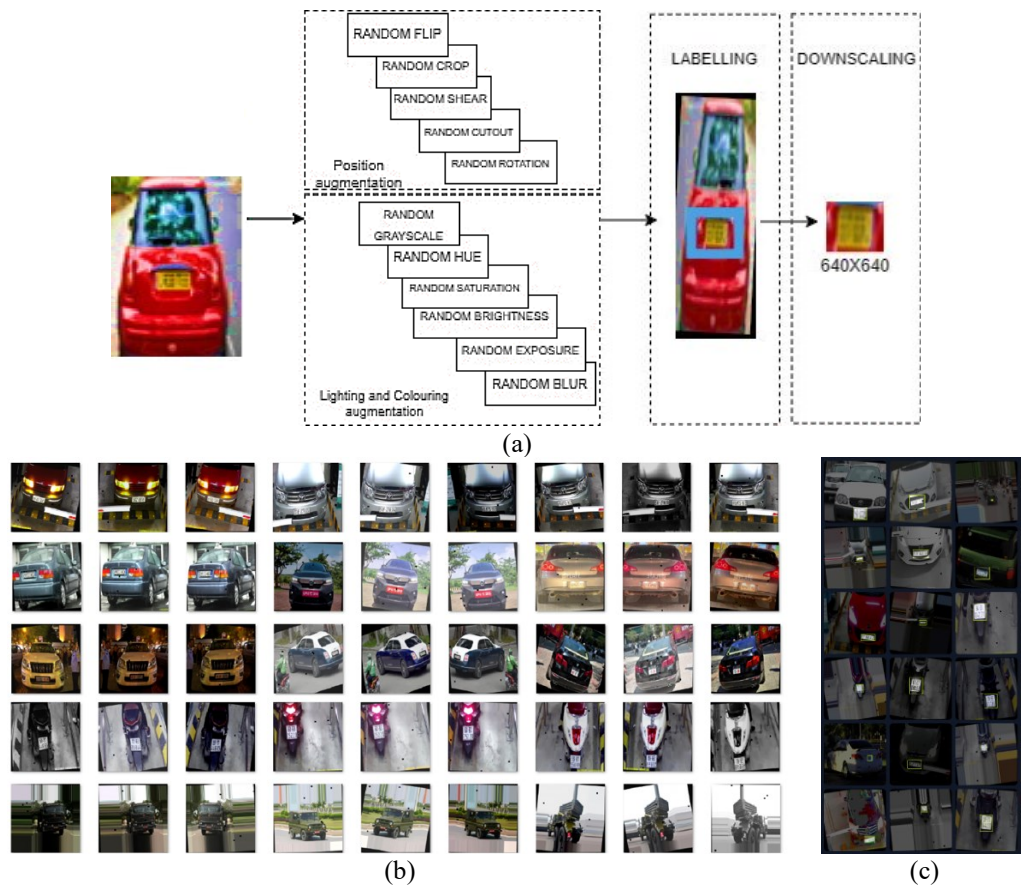 RANDOM FLIP
RANDOM CROP
RANDOM SHEAR
RANDOM CUTOUT
RANDOM ROTATION
Position
augmentation
RANDOM
GRAYSCALE
RANDOM HUE
RANDOM SATURATION
RANDOM BRIGHTNESS
RANDOM EXPOSURE
RANDOM BLUR
Lighting and Colouring
augmentation
LABELLING
DOWNSCALING
640X640
(a)
(b)
(c)